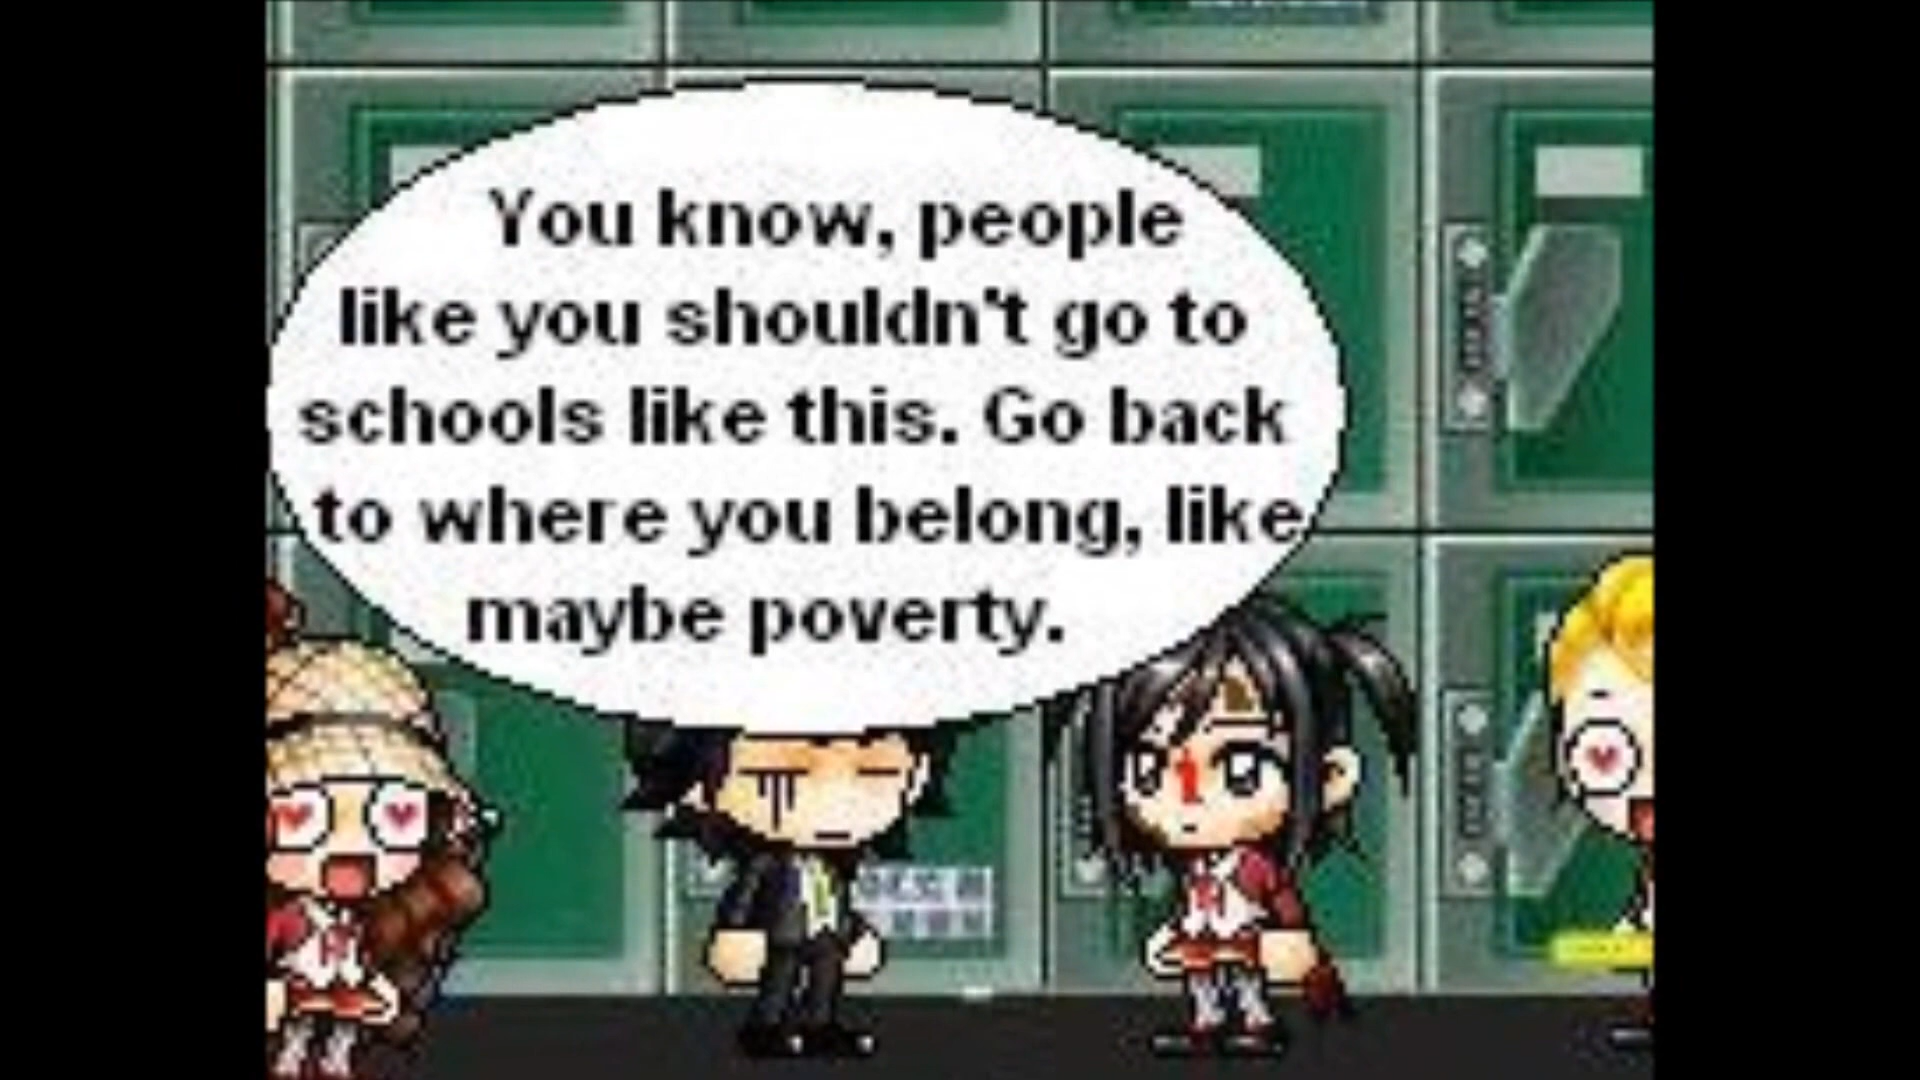 You know, people
like you shouldn't go to
schools like this. Go back
to where you belong, like
maybe poverty.